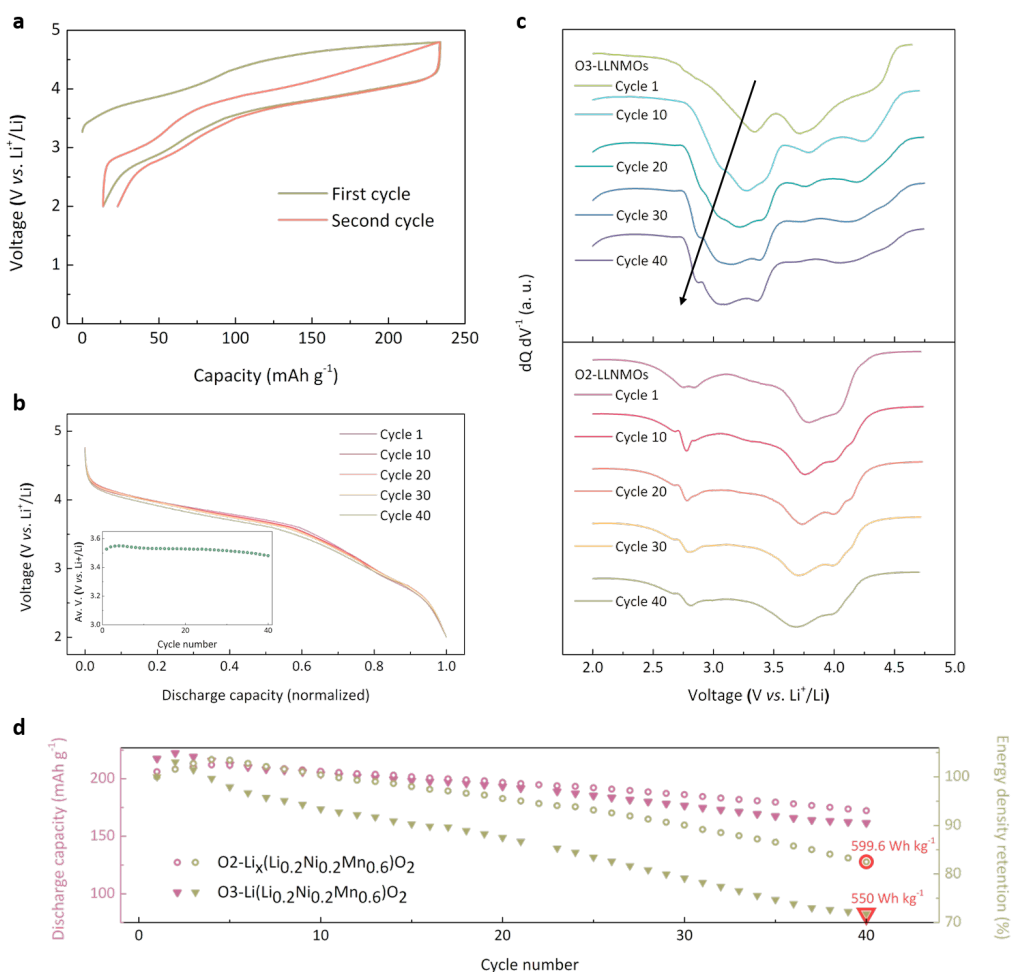 a
5
4
3
2
1
0
Voltage (V vs. Li⁺/Li)
First cycle
Second cycle
0
50
100
150
200
250
Capacity (mAh g⁻¹)
b
5
4
3
2
Voltage (V vs. Li⁺/Li)
Cycle 1
Cycle 10
Cycle 20
Cycle 30
Cycle 40
3.6
3.4
3.2
3.0
Av. V. (V vs. Li+/Li)
0
20
40
Cycle number
0.0
0.2
0.4
0.6
0.8
1.0
Discharge capacity (normalized)
c
O3-LLNMOs
Cycle 1
Cycle 10
Cycle 20
Cycle 30
Cycle 40
dQ dV⁻¹ (a. u.)
O2-LLNMOs
Cycle 1
Cycle 10
Cycle 20
Cycle 30
Cycle 40
2.0
2.5
3.0
3.5
4.0
4.5
5.0
Voltage (V vs. Li⁺/Li)
d
Discharge capacity (mAh g⁻¹)
200
150
100
O2-Liₓ(Li₀.₂Ni₀.₂Mn₀.₆)O₂
O3-Li(Li₀.₂Ni₀.₂Mn₀.₆)O₂
599.6 Wh kg⁻¹
550 Wh kg⁻¹
100
90
80
70
Energy density
retention (%)
0
10
20
30
40
Cycle number